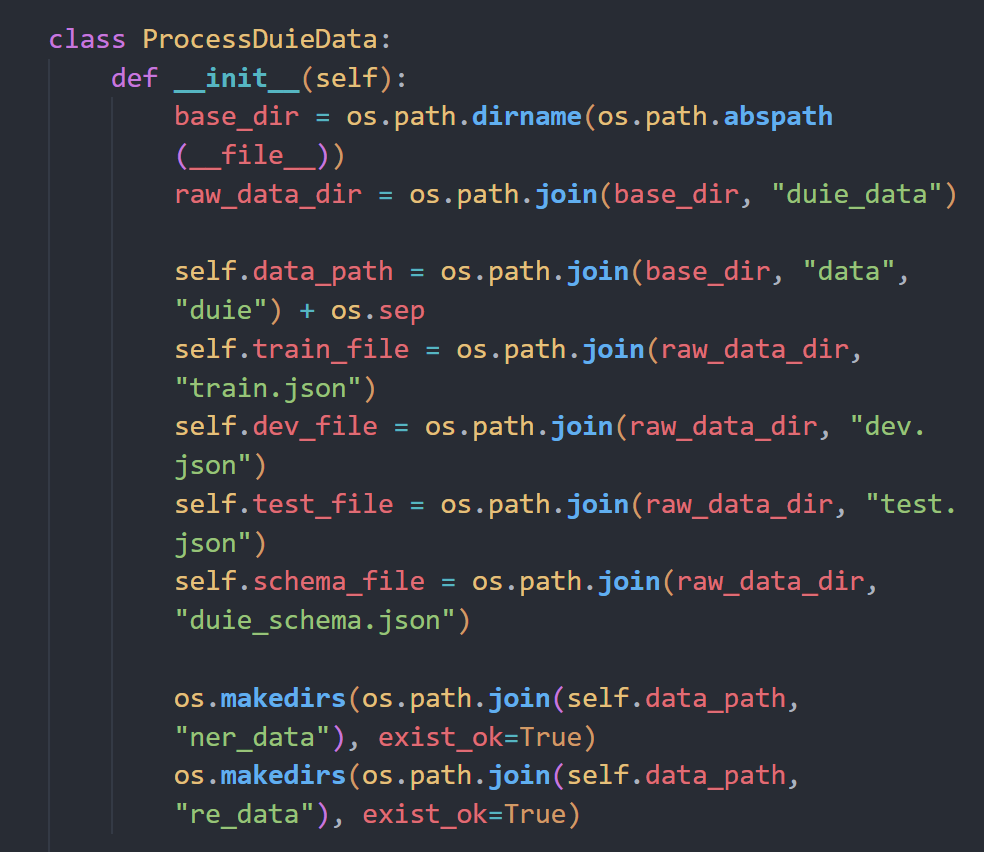 class ProcessDuieData:
    def __init__(self):
        base_dir = os.path.dirname(os.path.abspath
        (__file__))
        raw_data_dir = os.path.join(base_dir, "duie_data")

        self.data_path = os.path.join(base_dir, "data",
        "duie") + os.sep
        self.train_file = os.path.join(raw_data_dir,
        "train.json")
        self.dev_file = os.path.join(raw_data_dir, "dev.
        json")
        self.test_file = os.path.join(raw_data_dir, "test.
        json")
        self.schema_file = os.path.join(raw_data_dir,
        "duie_schema.json")

        os.makedirs(os.path.join(self.data_path,
        "ner_data"), exist_ok=True)
        os.makedirs(os.path.join(self.data_path,
        "re_data"), exist_ok=True)